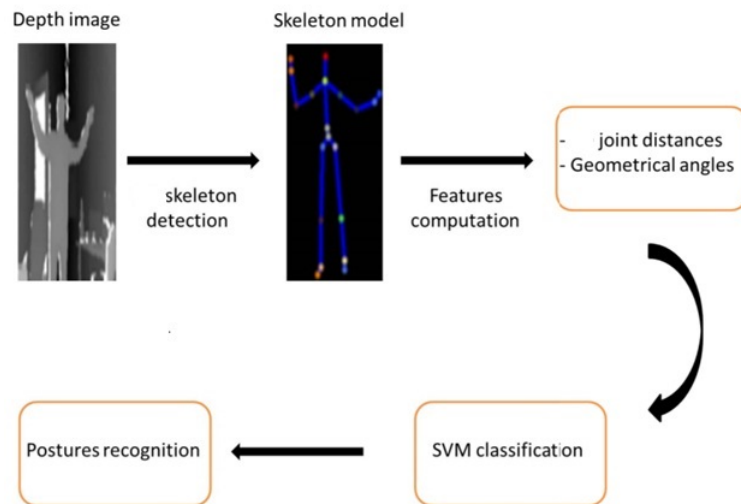 Depth image
Skeleton model
skeleton
detection
Features
computation
- joint distances
- Geometrical angles
SVM classification
Postures recognition